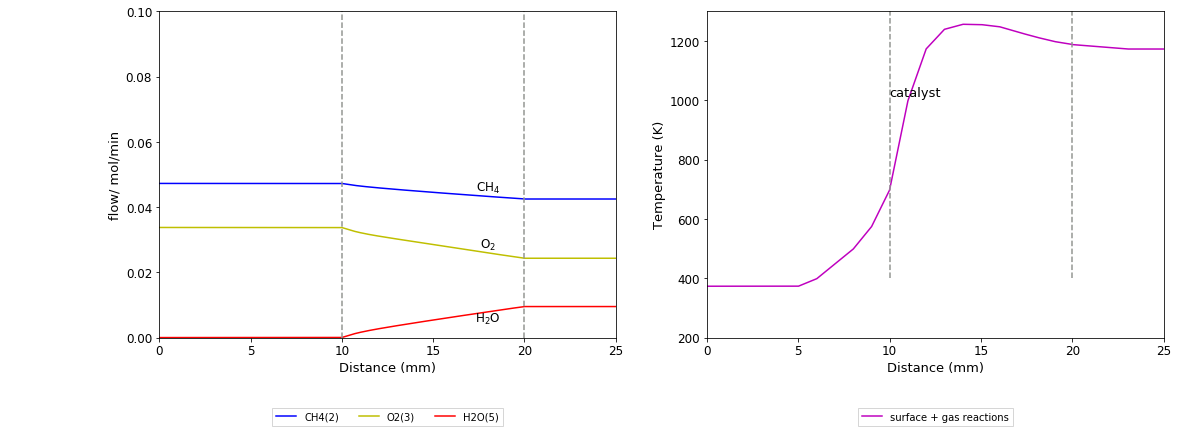 0.10
0.08
0.06
0.04
0.02
0.00
flow/ mol/min
CH4
O2
H2O
0 5 10 15 20 25
Distance (mm)
CH4(2) O2(3) H2O(5)
1200
1000
800
600
400
200
Temperature (K)
catalyst
0 5 10 15 20 25
Distance (mm)
surface + gas reactions